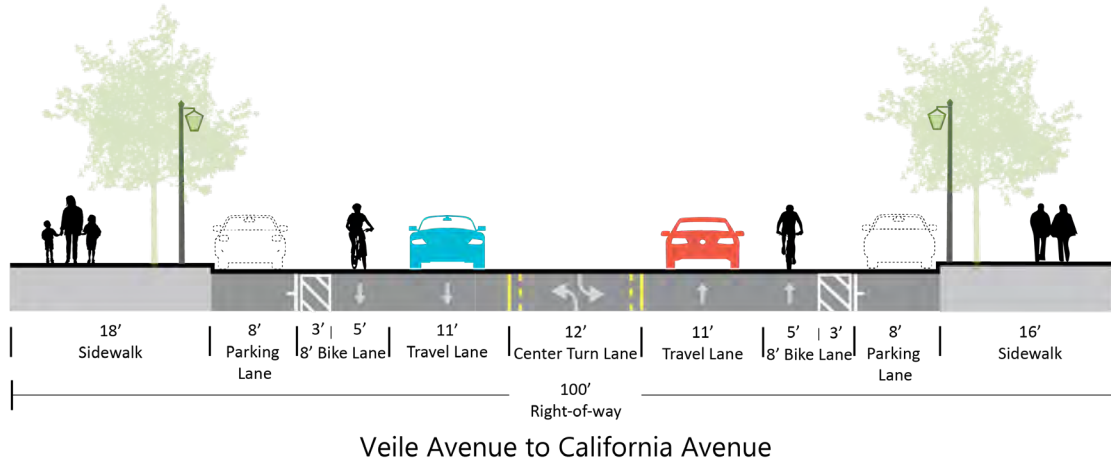 18’ 8’ 3’ 5’ 11’ 12’ 11’ 5’ 3’ 8’ 16’
Sidewalk Parking 8’ Bike Lane Travel Lane Center Turn Lane Travel Lane 8’ Bike Lane Parking Sidewalk
Lane Lane
100’
Right-of-way
Veile Avenue to California Avenue